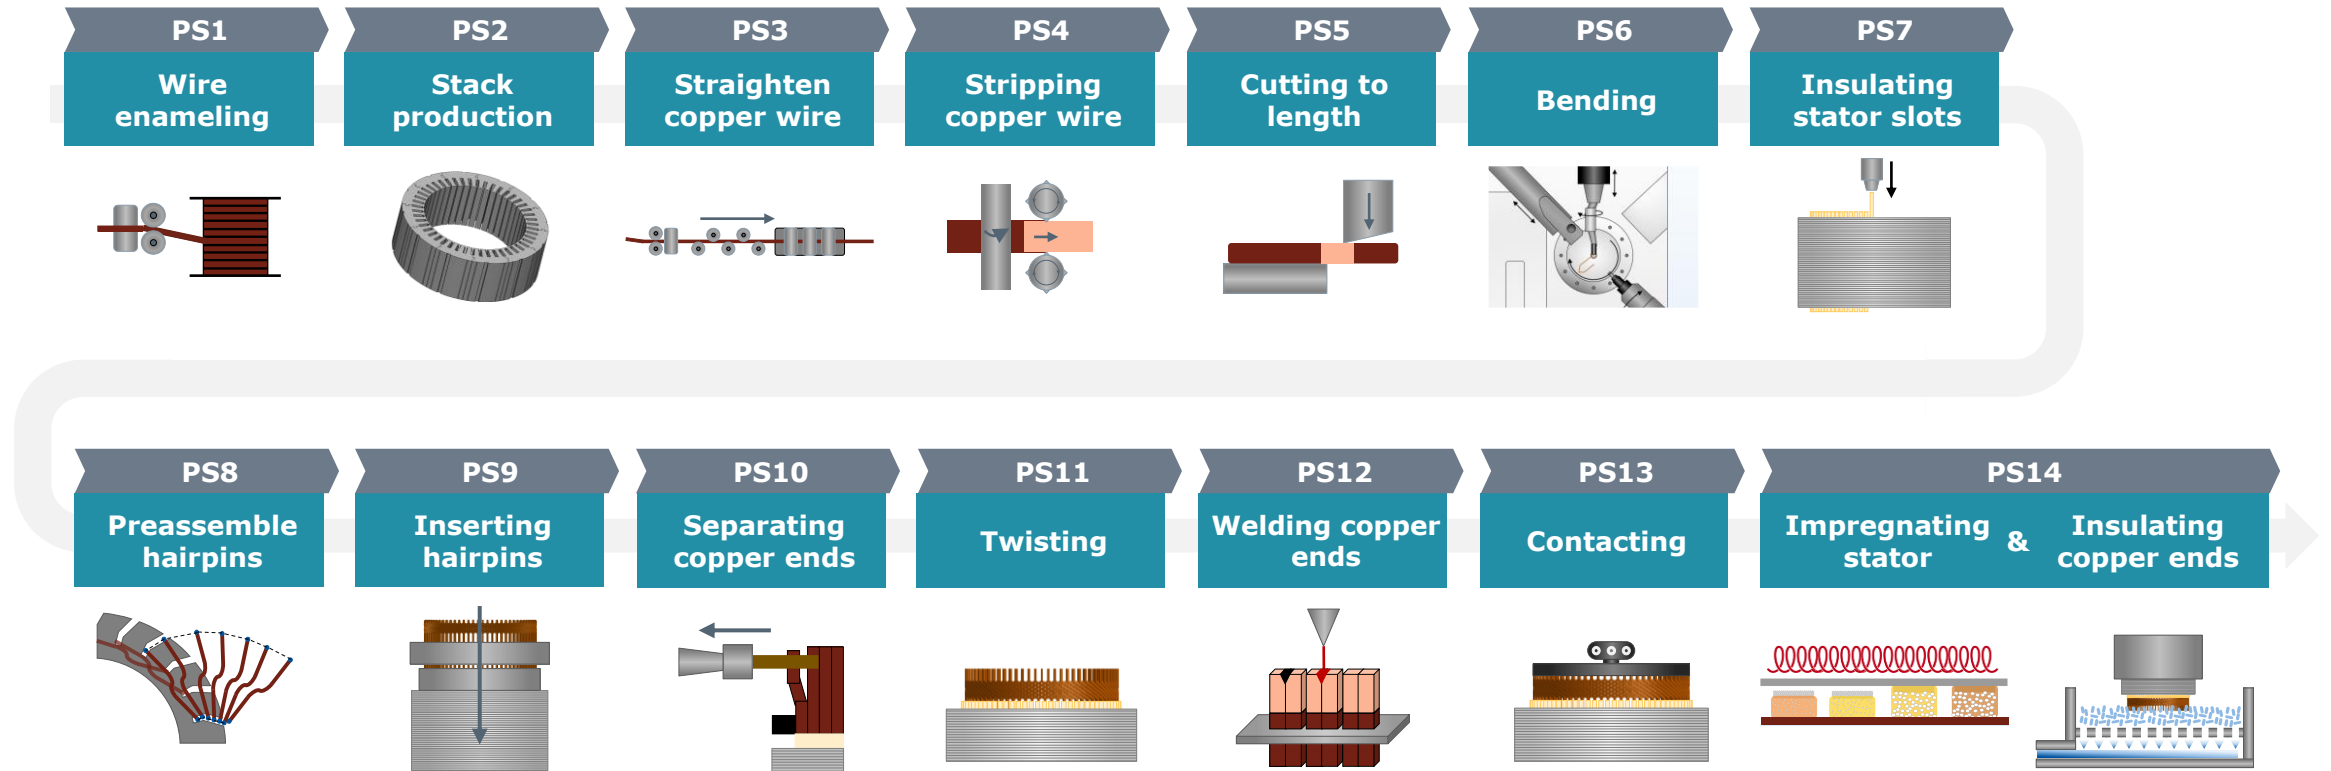 PS1
Wire
enameling
PS2
Stack
production
PS3
Straighten
copper wire
PS4
Stripping
copper wire
PS5
Cutting to
length
PS6
Bending
PS7
Insulating
stator slots
PS8
Preassemble
hairpins
PS9
Inserting
hairpins
PS10
Separating
copper ends
PS11
Twisting
PS12
Welding copper
ends
PS13
Contacting
PS14
Impregnating
stator
&
Insulating
copper ends